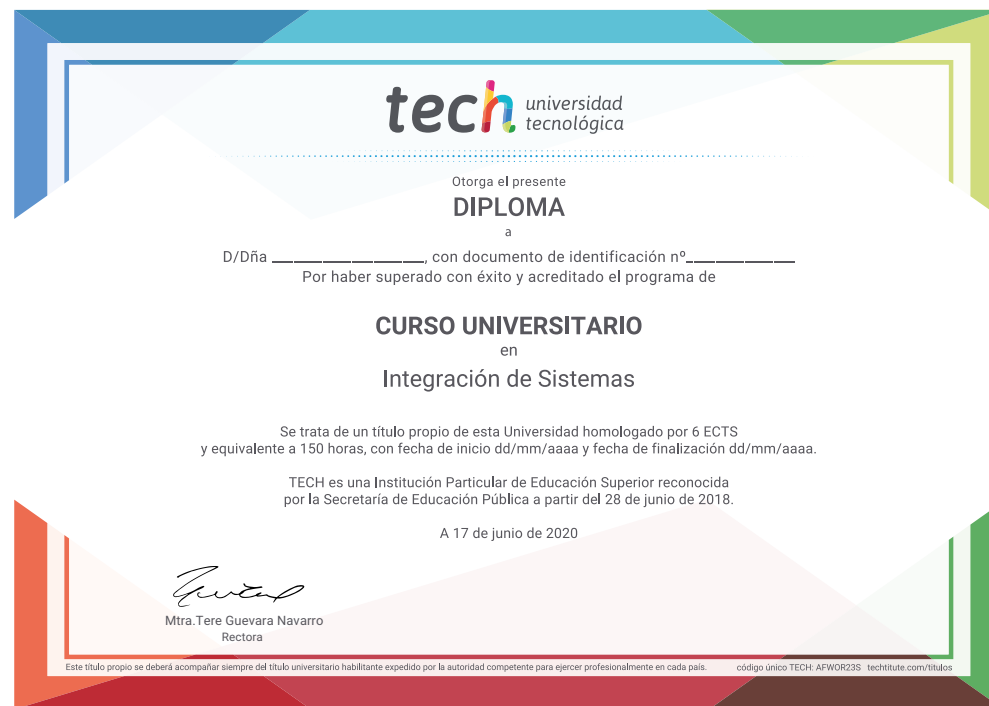 tech universidad
tecnológica
Otorga el presente
DIPLOMA
a
D/Dña _________________, con documento de identificación nº____________
Por haber superado con éxito y acreditado el programa de
CURSO UNIVERSITARIO
en
Integración de Sistemas
Se trata de un título propio de esta Universidad homologado por 6 ECTS
y equivalente a 150 horas, con fecha de inicio dd/mm/aaaa y fecha de finalización dd/mm/aaaa.
TECH es una Institución Particular de Educación Superior reconocida
por la Secretaría de Educación Pública a partir del 28 de junio de 2018.
A 17 de junio de 2020
Mtra.Tere Guevara Navarro
Rectora
Este título propio se deberá acompañar siempre del título universitario habilitante expedido por la autoridad competente para ejercer profesionalmente en cada país. código único TECH: AFWOR23S techtitute.com/titulos